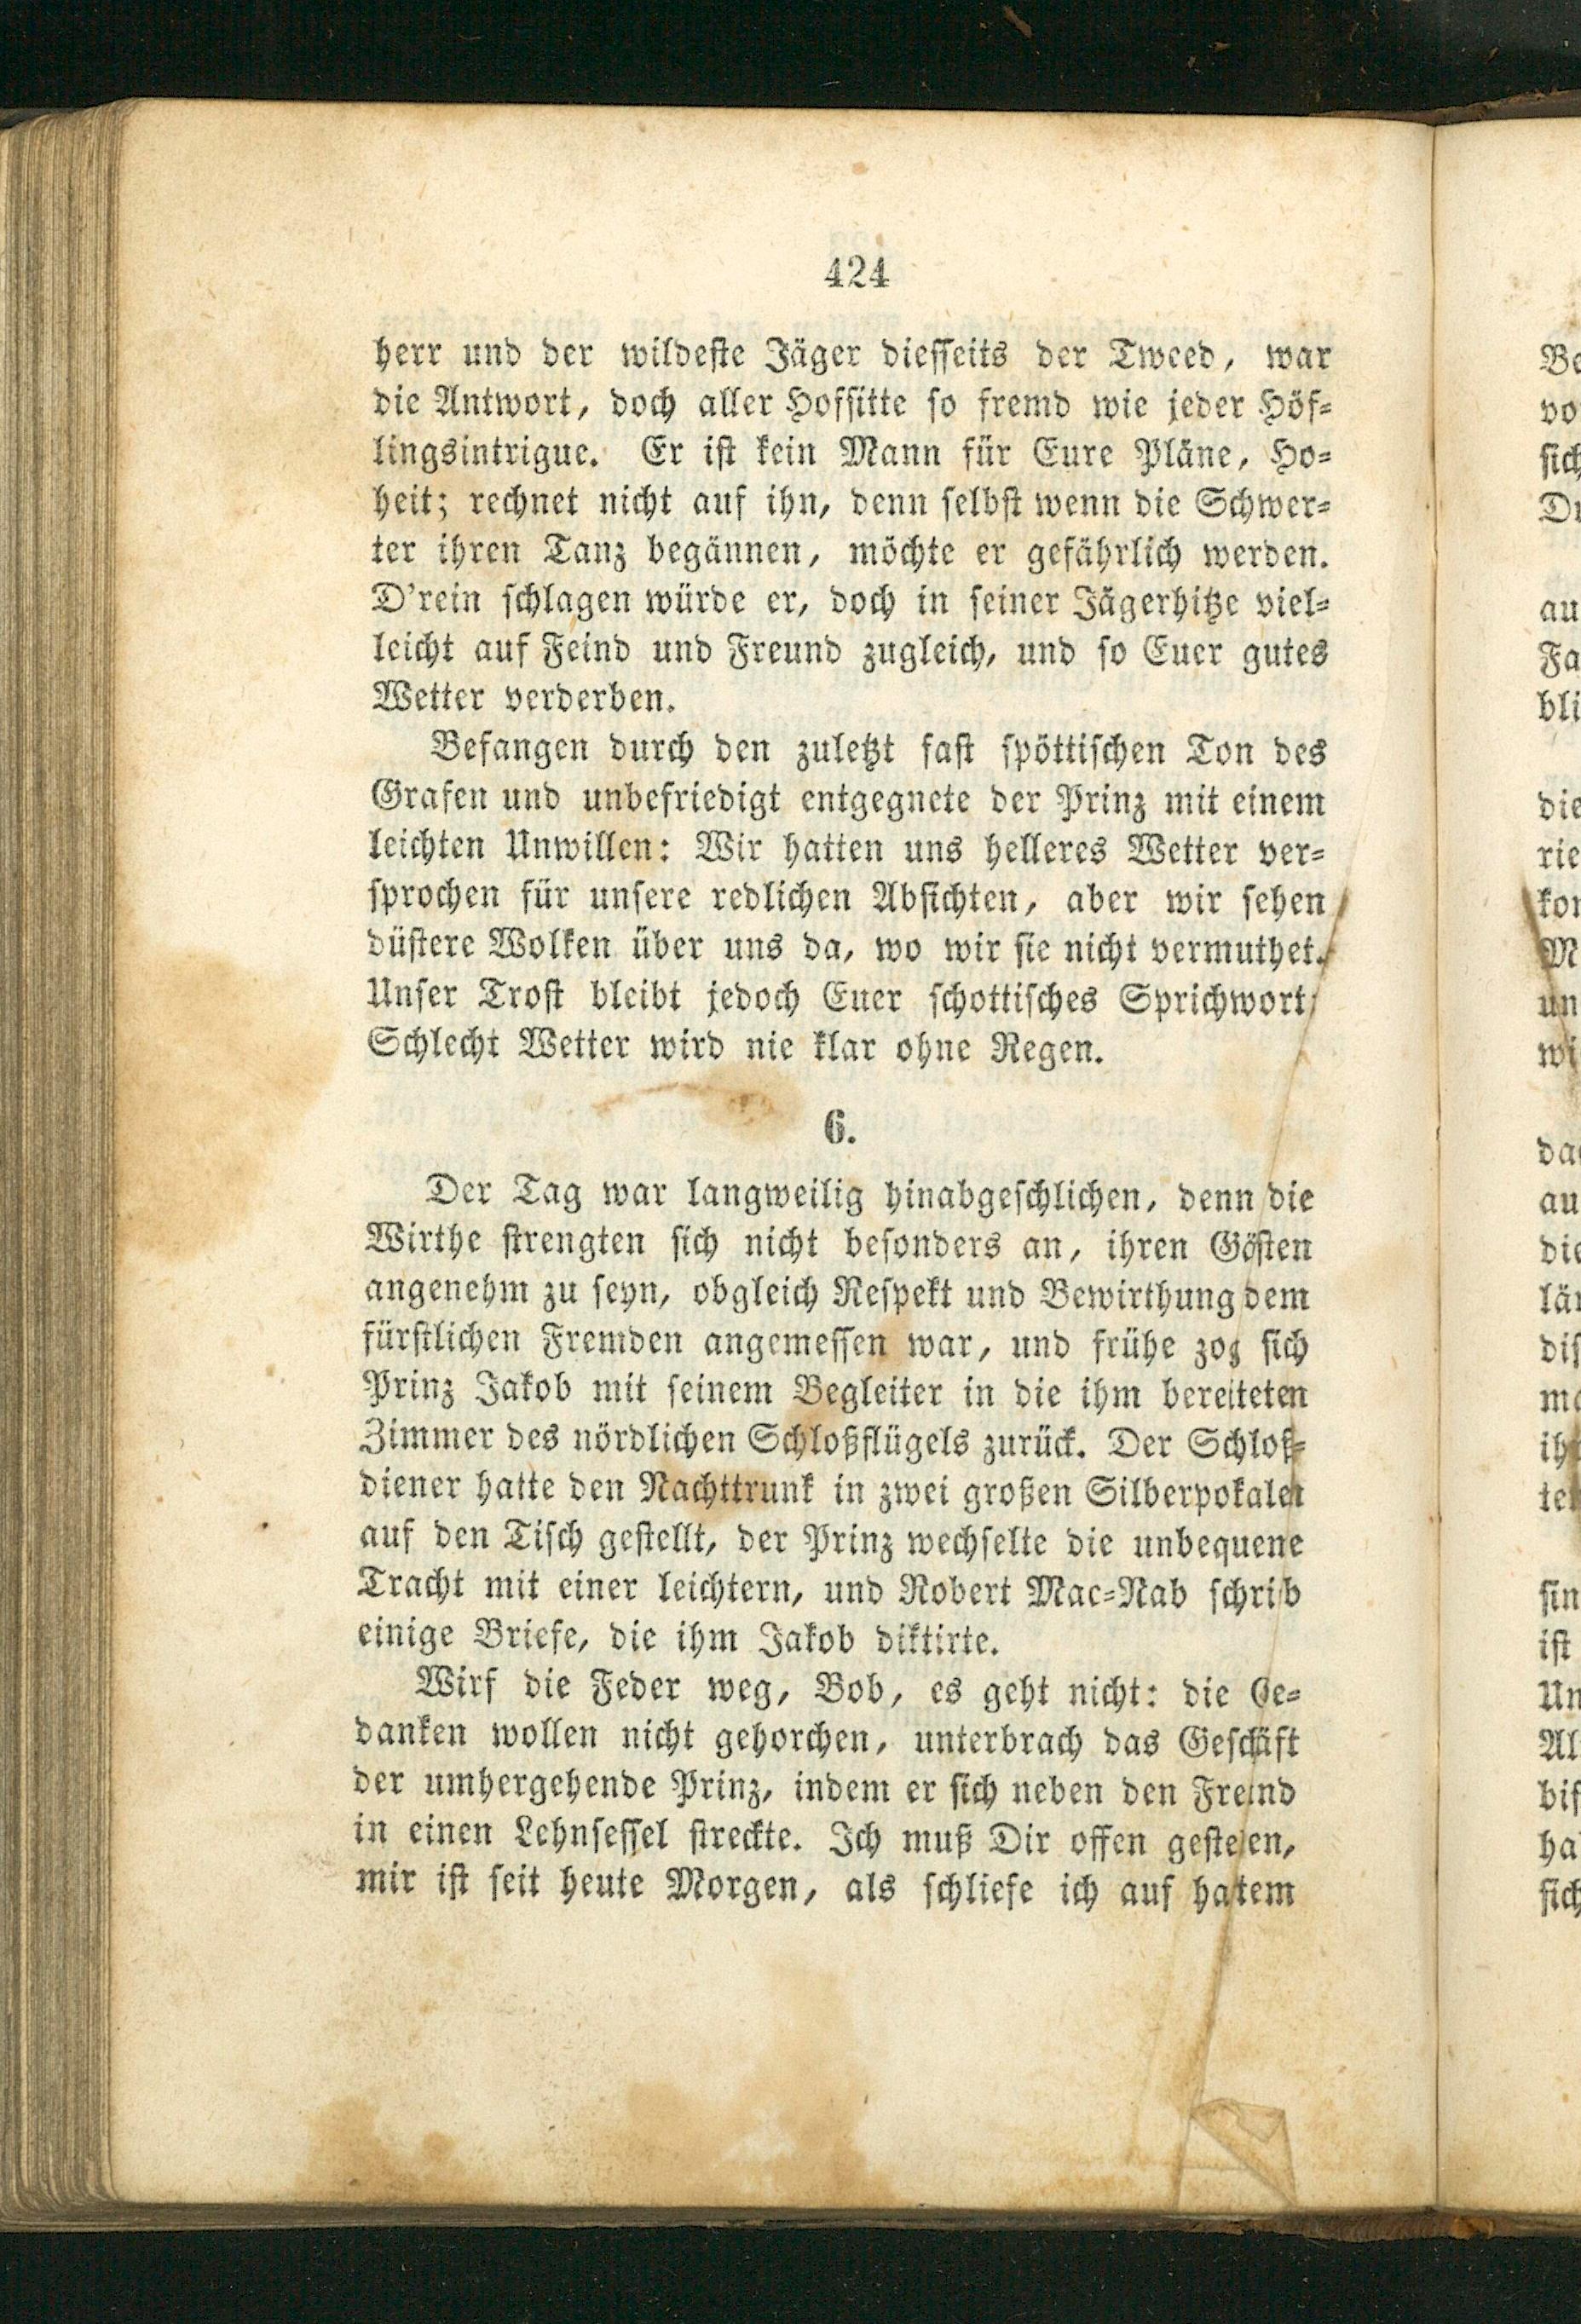 424
herr und der wildeste Jäger diesseits der Tweed, war
die Antwort, doch aller Hofsitte so fremd wie jeder Höf-
lingsintrigue. Er ist kein Mann für Eure Pläne, Ho-
heit; rechnet nicht auf ihn, denn selbst wenn die Schwer-
ter ihren Tanz begännen, möchte er gefährlich werden.
D'rein schlagen würde er, doch in seiner Jägerhitze viel-
leicht auf Feind und Freund zugleich, und so Euer gutes
Wetter verderben.
Befangen durch den zuletzt fast spöttischen Ton des
Grafen und unbefriedigt entgegnete der Prinz mit einem
leichten Unwillen: Wir hatten uns helleres Wetter ver-
sprochen für unsere redlichen Absichten, aber wir sehen
düstere Wolken über uns da, wo wir sie nicht vermuthet.
Unser Trost bleibt jedoch Euer schottisches Sprichwort
Schlecht Wetter wird nie klar ohne Regen.
6.
Der Tag war langweilig hinabgeschlichen, denn die
Wirthe strengten sich nicht besonders an, ihren Gästen
angenehm zu seyn, obgleich Respekt und Bewirthung dem
fürstlichen Fremden angemessen war, und frühe zog sich
Prinz Jakob mit seinem Begleiter in die ihm bereiteten
Zimmer des nördlichen Schloßflügels zurück. Der Schloß-
diener hatte den Nachttrunk in zwei großen Silberpokalen
auf den Tisch gestellt, der Prinz wechselte die unbequeme
Tracht mit einer leichtern, und Robert Mac-Nab schrieb
einige Briefe, die ihm Jakob diktirte.
Wirf die Feder weg, Bob, es geht nicht: die Ge-
danken wollen nicht gehorchen, unterbrach das Geschäft
der umhergehende Prinz, indem er sich neben den Freund
in einen Lehnsessel streckte. Ich muß Dir offen gestehen,
mir ist seit heute Morgen, als schliefe ich auf hartem